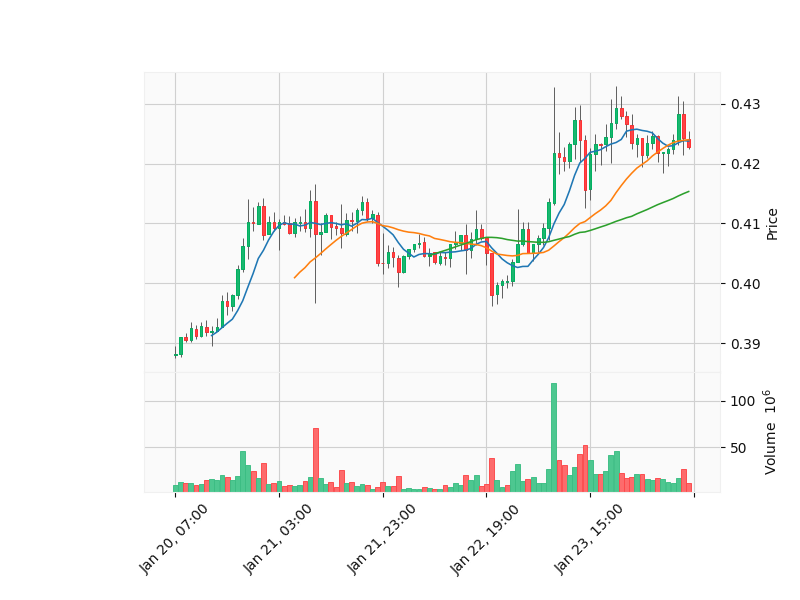 0.43
0.42
0.41
0.40
0.39
Price
100
50
Volume 10^6
Jan 20, 07:00
Jan 21, 03:00
Jan 21, 23:00
Jan 22, 19:00
Jan 23, 15:00